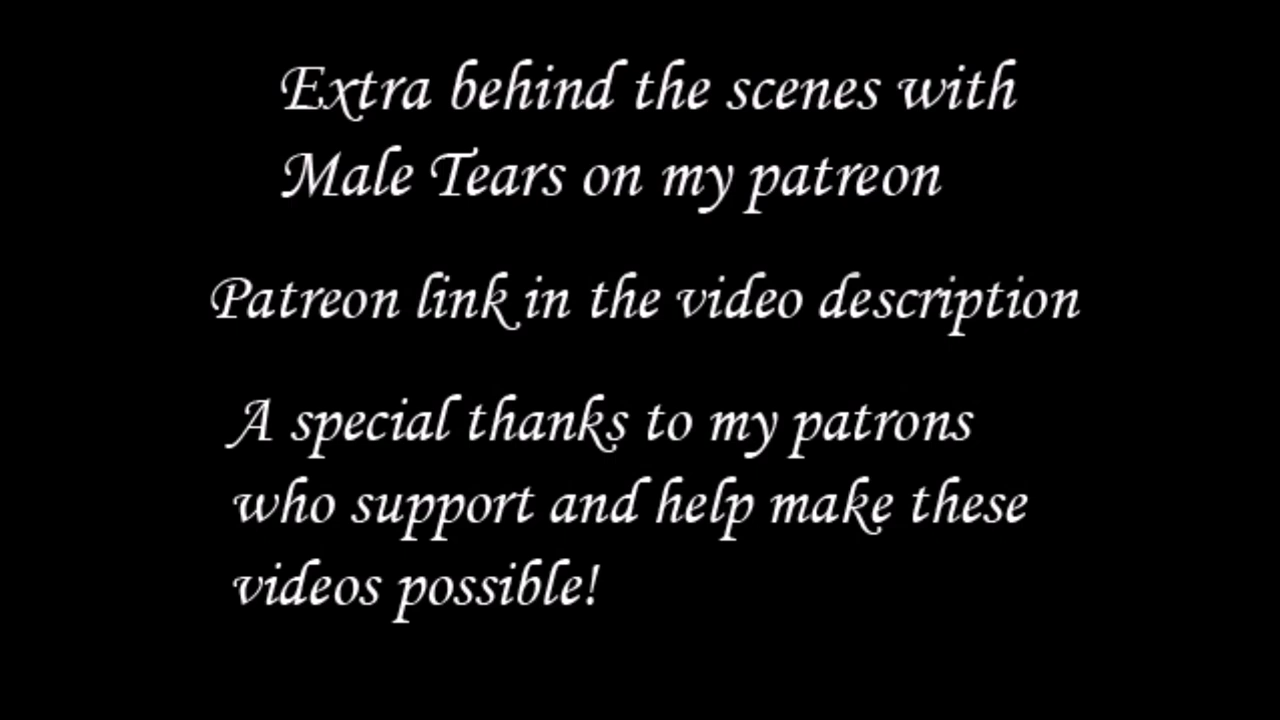 Extra behind the scenes with
Male Tears on my patreon
Patreon link in the video description
A special thanks to my patrons
who support and help make these
videos possible!